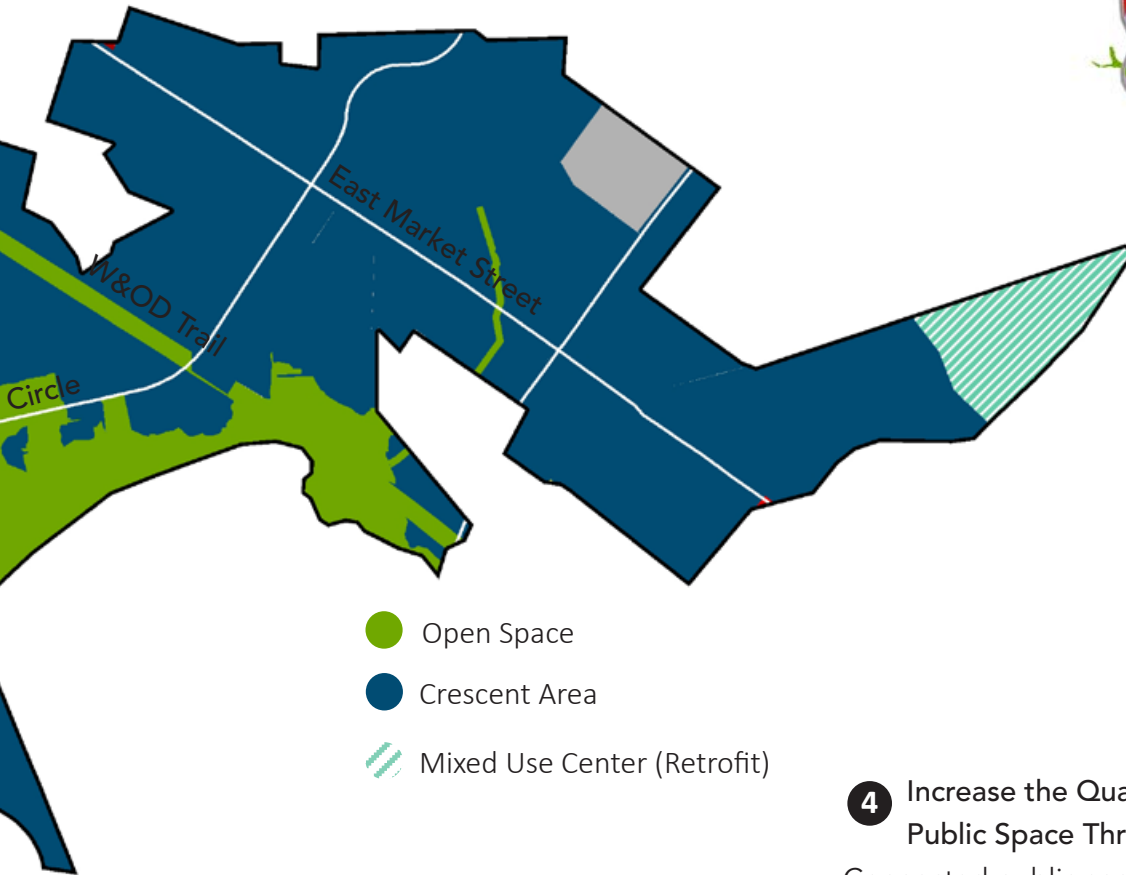 East Market Street
W&OD Trail
Circle
Open Space
Crescent Area
Mixed Use Center (Retrofit)
4 Increase the Qua
Public Space Thr